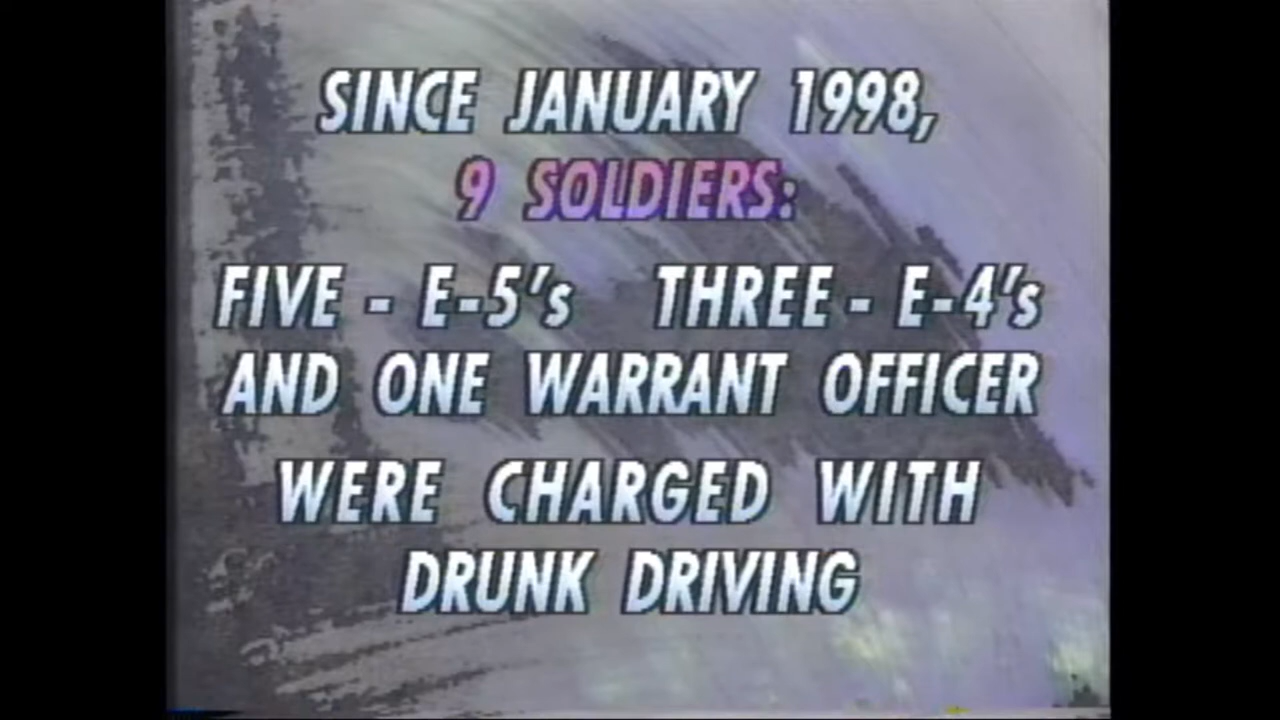 SINCE JANUARY 1998,
9 SOLDIERS:
FIVE - E-5's THREE - E-4's
AND ONE WARRANT OFFICER
WERE CHARGED WITH
DRUNK DRIVING